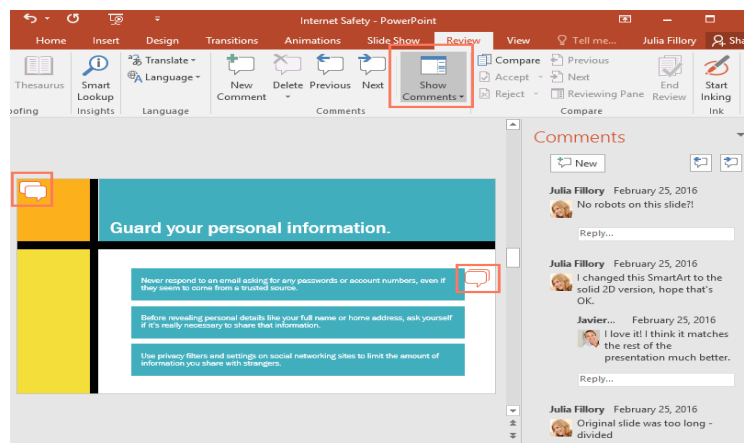 Internet Safety - PowerPoint
Home Insert Design Transitions Animations Slide Show Review View Tell me... Julia Fillory Sha
Thesaurus Smart Lookup Translate Language New Comment Delete Previous Next Show Comments Compare Accept Reject Previous Next Reviewing Pane End Review Start Inking
ofing Insights Language Comments Compare Ink
Guard your personal information.
Never respond to an email asking for any passwords or account numbers, even if
they seem to come from a trusted source.
Before revealing personal details like your full name or home address, ask yourself
if it's really necessary to share that information.
Use privacy filters and settings on social networking sites to limit the amount of
information you share with strangers.
Comments
New
Julia Fillory February 25, 2016
No robots on this slide?!
Reply...
Julia Fillory February 25, 2016
I changed this SmartArt to the
solid 2D version, hope that's
OK.
Javier... February 25, 2016
I love it! I think it matches
the rest of the
presentation much better.
Reply...
Julia Fillory February 25, 2016
Original slide was too long -
divided